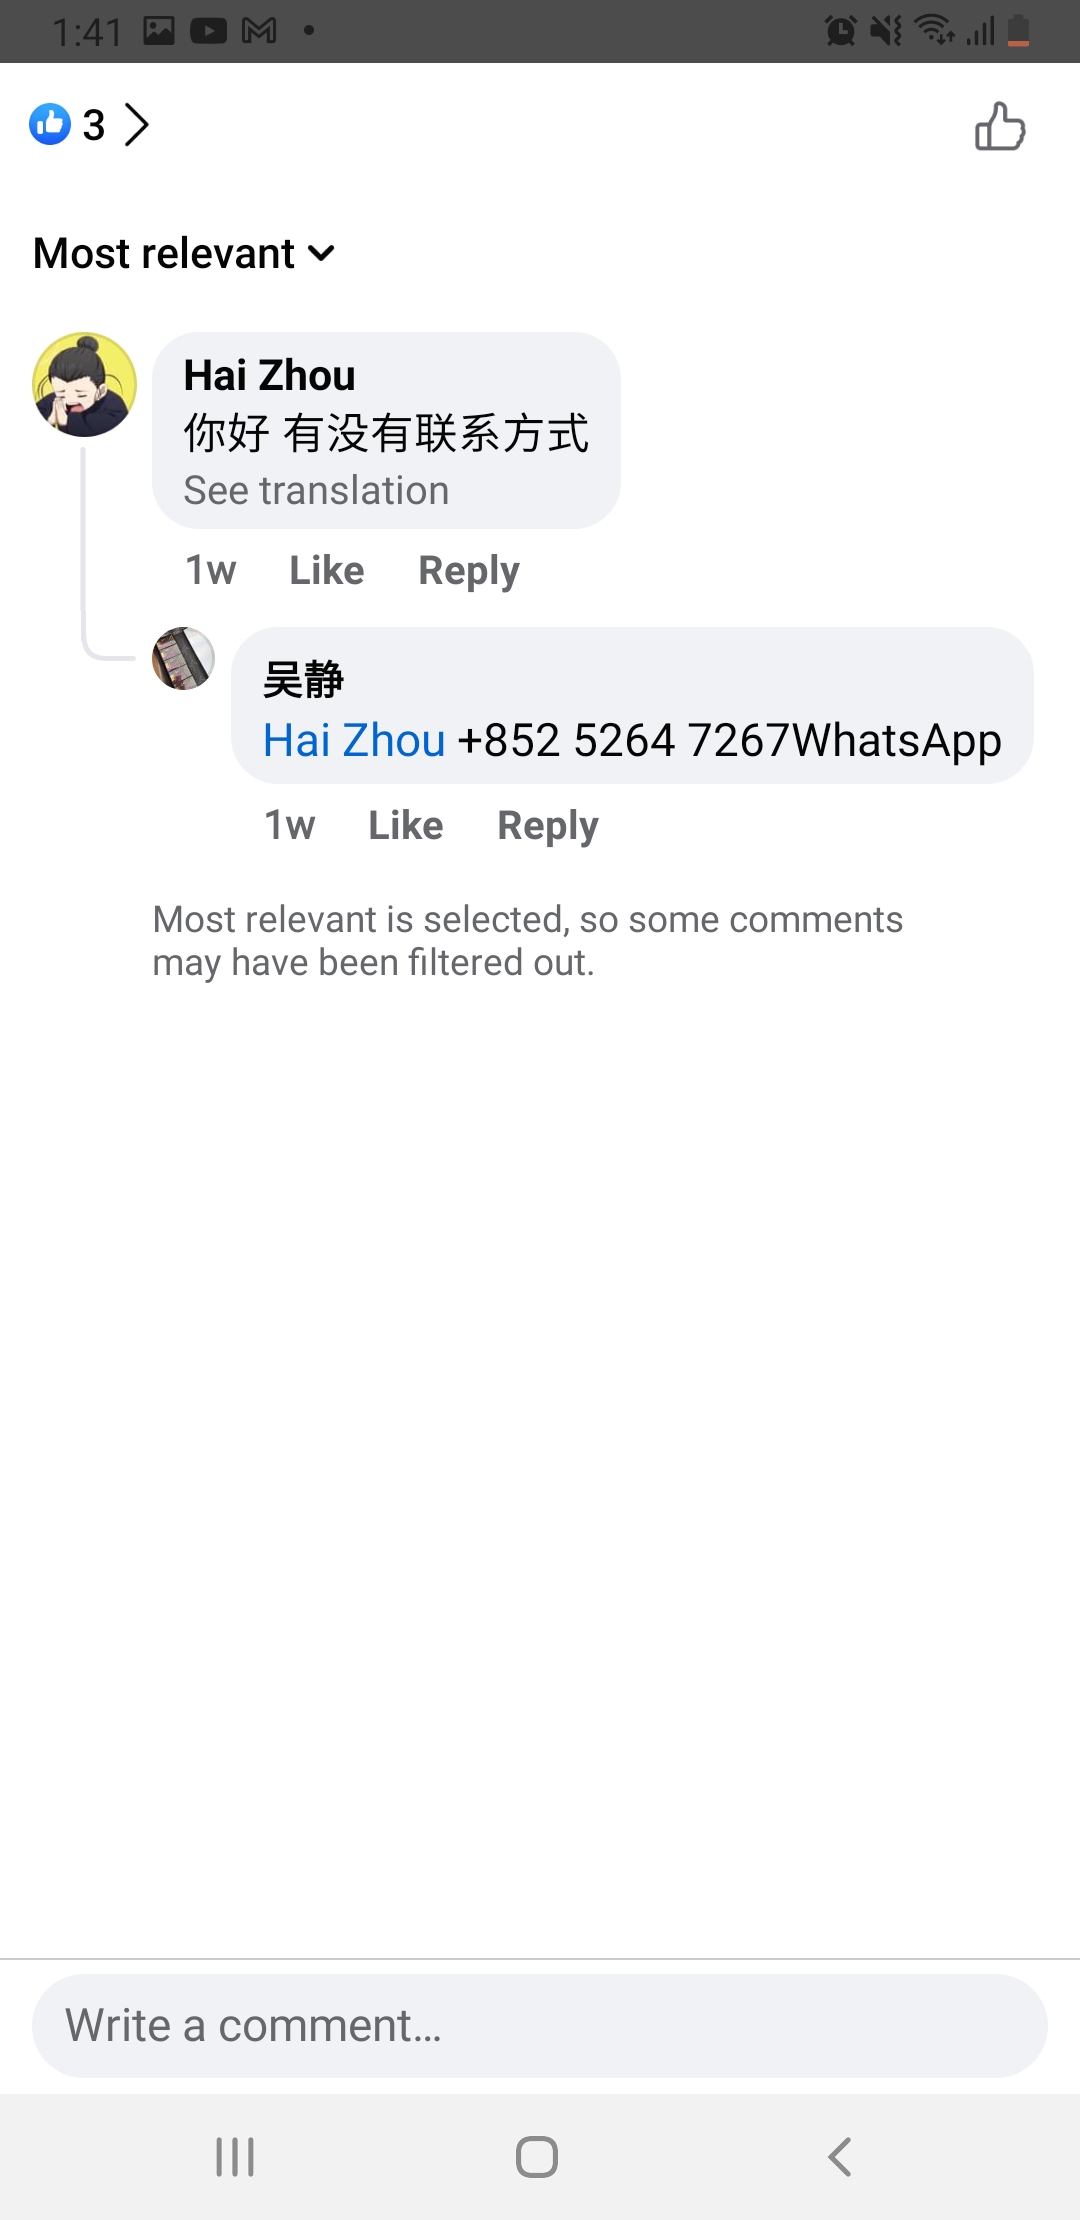 1:41
3
Most relevant
Hai Zhou
你好 有没有联系方式
See translation
1w Like Reply
吴静
Hai Zhou +852 5264 7267WhatsApp
1w Like Reply
Most relevant is selected, so some comments
may have been filtered out.
Write a comment...